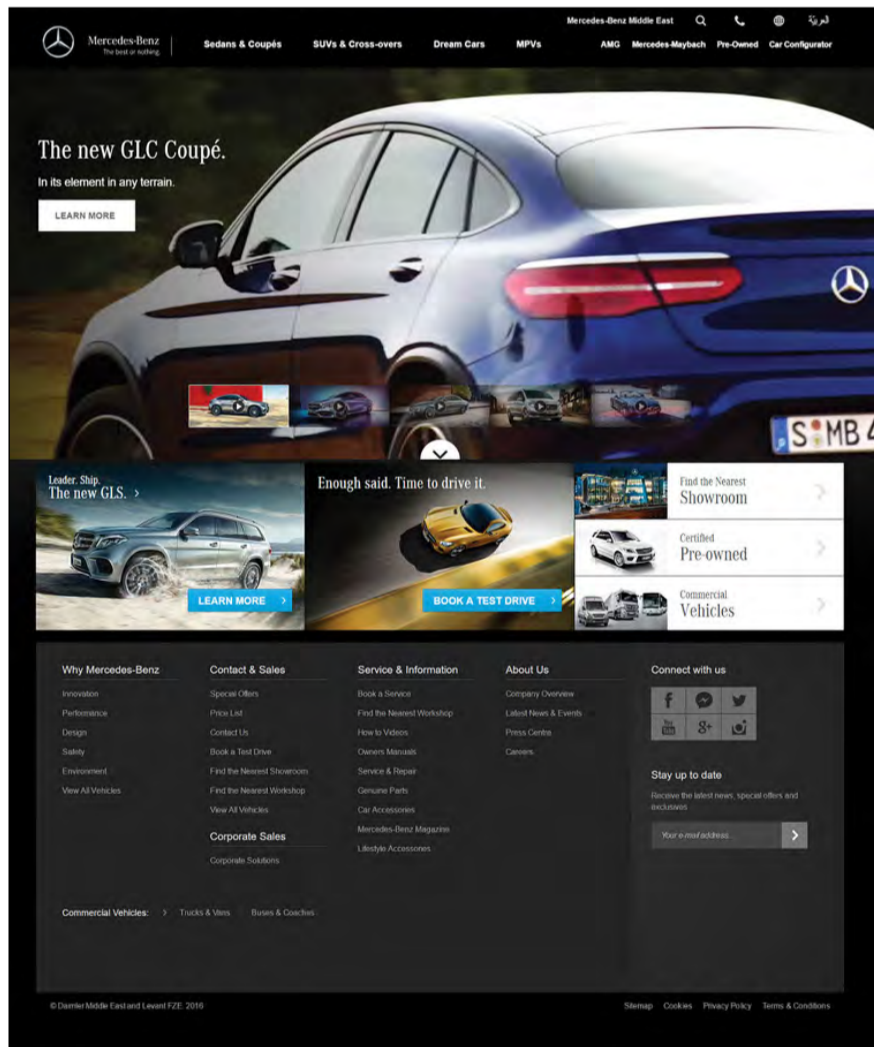 Mercedes-Benz Middle East
العربيّة
Mercedes-Benz
The best or nothing.
Sedans & Coupés
SUVs & Cross-overs
Dream Cars
MPVs
AMG
Mercedes-Maybach
Pre-Owned
Car Configurator
The new GLC Coupé.
In its element in any terrain.
LEARN MORE
S MB 4
Leader. Ship.
The new GLS. >
LEARN MORE >
Enough said. Time to drive it.
BOOK A TEST DRIVE >
Find the Nearest
Showroom
Certified
Pre-owned
Commercial
Vehicles
Why Mercedes-Benz
Innovation
Performance
Design
Safety
Environment
View All Vehicles
Contact & Sales
Special Offers
Price List
Contact Us
Book a Test Drive
Find the Nearest Showroom
Find the Nearest Workshop
View All Vehicles
Corporate Sales
Corporate Solutions
Service & Information
Book a Service
Find the Nearest Workshop
How to Videos
Owners Manuals
Service & Repair
Genuine Parts
Car Accessories
Mercedes-Benz Magazine
Lifestyle Accessories
About Us
Company Overview
Latest News & Events
Press Centre
Careers
Connect with us
f
You Tube
g+
Stay up to date
Receive the latest news, special offers and
exclusives
Your e-mail address...
Commercial Vehicles: > Trucks & Vans Buses & Coaches
© Daimler Middle East and Levant FZE. 2016
Sitemap Cookies Privacy Policy Terms & Conditions